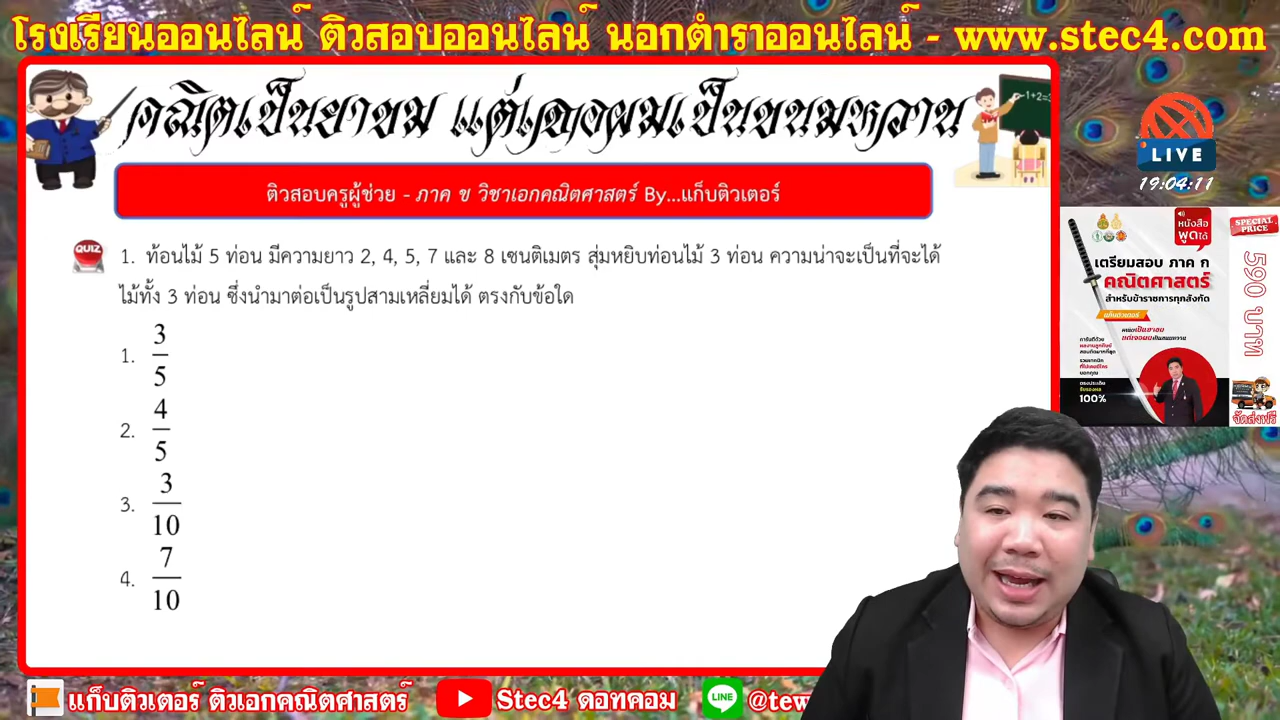 โรงเรียนออนไลน์ ติวสอบออนไลน์ นอกตำราออนไลน์ - www.stec4.com
คณิตเป็นยาขม แต่เจอผมเป็นขนมหวาน
1+2=3
LIVE
19:04:11
ติวสอบครูผู้ช่วย - ภาค ข วิชาเอกคณิตศาสตร์ By...แก็บติวเตอร์
QUIZ
1. ท้อนไม้ 5 ท่อน มีความยาว 2, 4, 5, 7 และ 8 เซนติเมตร สุ่มหยิบท่อนไม้ 3 ท่อน ความน่าจะเป็นที่จะได้
ไม้ทั้ง 3 ท่อน ซึ่งนำมาต่อเป็นรูปสามเหลี่ยมได้ ตรงกับข้อใด
1. 3/5
2. 4/5
3. 3/10
4. 7/10
หนังสือ
พูดได้
SPECIAL
PRICE
590 บาท
เตรียมสอบ ภาค ก
คณิตศาสตร์
สำหรับข้าราชการทุกสังกัด
แก็บติวเตอร์
100%
จัดส่งฟรี
แก็บติวเตอร์ ติวเอกคณิตศาสตร์
Stec4 ดอทคอม
LINE
@tew